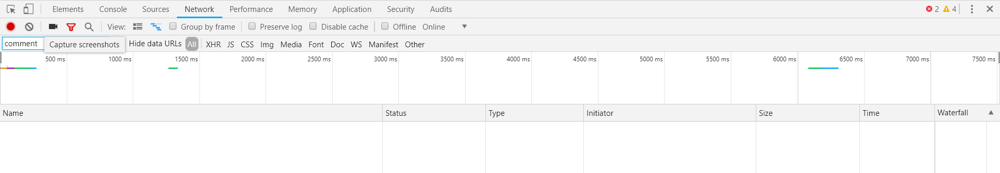 Elements Console Sources Network Performance Memory Application Security Audits 2 4
View: Group by frame Preserve log Disable cache Offline Online
comment Capture screenshots Hide data URLs All XHR JS CSS Img Media Font Doc WS Manifest Other
500 ms 1000 ms 1500 ms 2000 ms 2500 ms 3000 ms 3500 ms 4000 ms 4500 ms 5000 ms 5500 ms 6000 ms 6500 ms 7000 ms 7500 ms
Name Status Type Initiator Size Time Waterfall